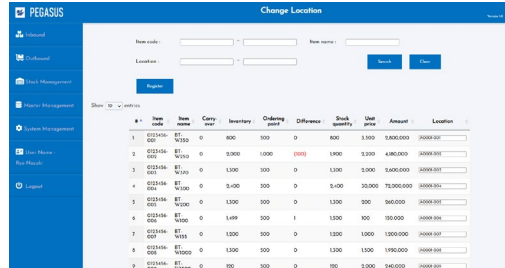 PEGASUS
Change Location
Inbound
Outbound
Stock Management
Master Management
System Management
User Name :
Logout
Item code : ~ Item name :
Location : ~ Search Clear
Register
Show 10 entries
# Item code Item name Carry-over Inventory Ordering point Difference Stock quantity Unit price Amount Location
1 0125456-001 BT-W350 0 800 500 0 800 3,500 2,800,000 A0001-001
2 0125456-002 BT-W250 0 2,000 1,000 (100) 1,900 2,200 4,180,000 A0001-002
3 0125456-003 BT-W370 0 1,300 500 0 1,300 2,000 2,600,000 A0001-003
4 0125456-004 BT-W300 0 2,400 500 0 2,400 30,000 72,000,000 A0001-004
5 0125456-005 BT-W200 0 1,300 500 0 1,300 200 260,000 A0001-005
6 0125456-006 BT-W100 0 1,499 500 1 1,500 100 150,000 A0001-006
7 0125456-007 BT-W155 0 1,200 500 0 1,200 1,000 1,200,000 A0001-007
8 0125456-008 BT-W1000 0 1,300 500 0 1,300 1,500 1,950,000 A0001-008
9 0125456- BT- 0 120 500 0 120 2,000 240,000 A0001-009